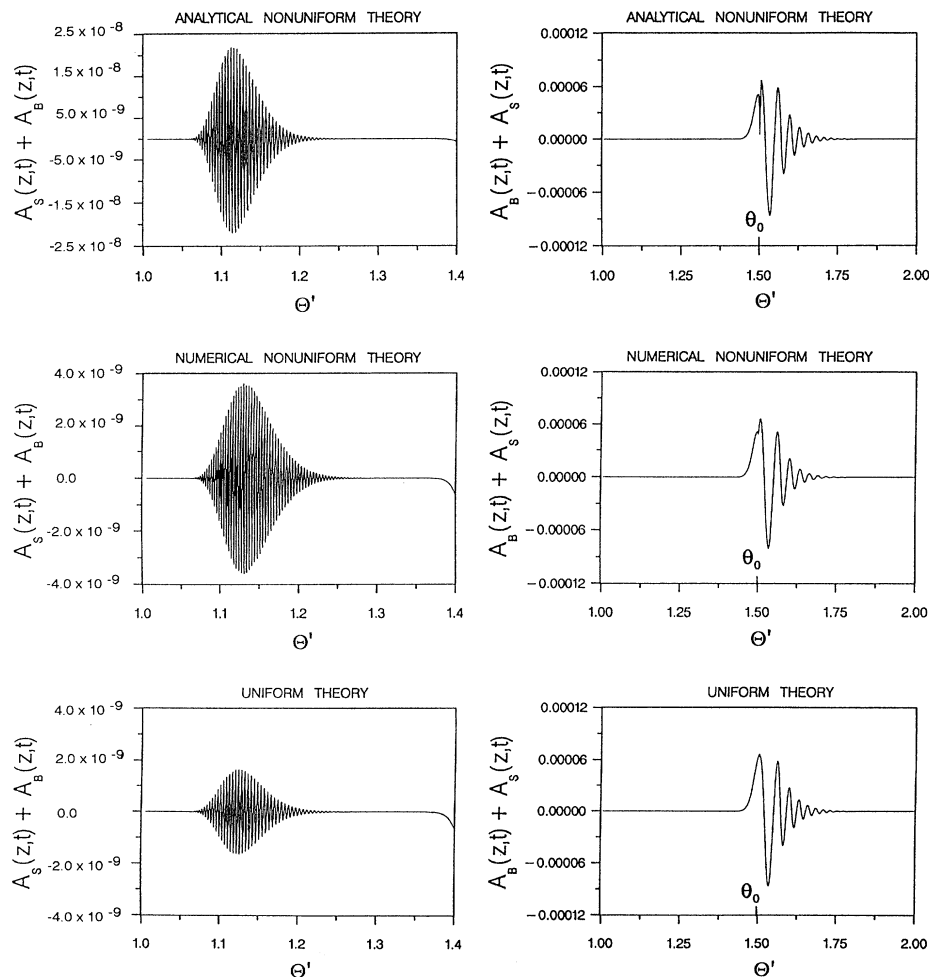 ANALYTICAL NONUNIFORM THEORY
2.5 x 10⁻⁸
1.5 x 10⁻⁸
5.0 x 10⁻⁹
-5.0 x 10⁻⁹
-1.5 x 10⁻⁸
-2.5 x 10⁻⁸
A_S(z,t) + A_B(z,t)
1.0 1.1 1.2 1.3 1.4
Θ'
ANALYTICAL NONUNIFORM THEORY
0.00012
0.00006
0.00000
-0.00006
-0.00012
A_B(z,t) + A_S(z,t)
θ₀
1.00 1.25 1.50 1.75 2.00
Θ'
NUMERICAL NONUNIFORM THEORY
4.0 x 10⁻⁹
2.0 x 10⁻⁹
0.0
-2.0 x 10⁻⁹
-4.0 x 10⁻⁹
A_S(z,t) + A_B(z,t)
1.0 1.1 1.2 1.3 1.4
Θ'
NUMERICAL NONUNIFORM THEORY
0.00012
0.00006
0.00000
-0.00006
-0.00012
A_B(z,t) + A_S(z,t)
θ₀
1.00 1.25 1.50 1.75 2.00
Θ'
UNIFORM THEORY
4.0 x 10⁻⁹
2.0 x 10⁻⁹
0.0
-2.0 x 10⁻⁹
-4.0 x 10⁻⁹
A_S(z,t) + A_B(z,t)
1.0 1.1 1.2 1.3 1.4
Θ'
UNIFORM THEORY
0.00012
0.00006
0.00000
-0.00006
-0.00012
A_B(z,t) + A_S(z,t)
θ₀
1.00 1.25 1.50 1.75 2.00
Θ'